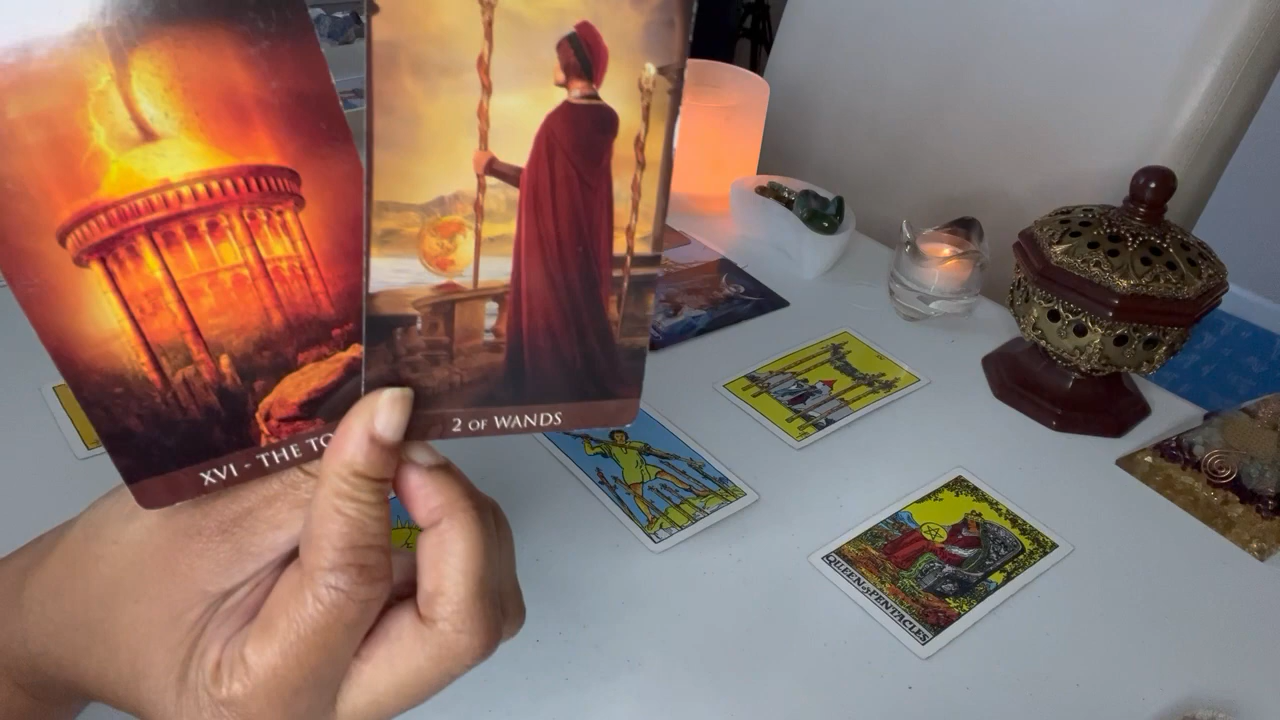 XVI - THE TO
2 OF WANDS
QUEEN of PENTACLES